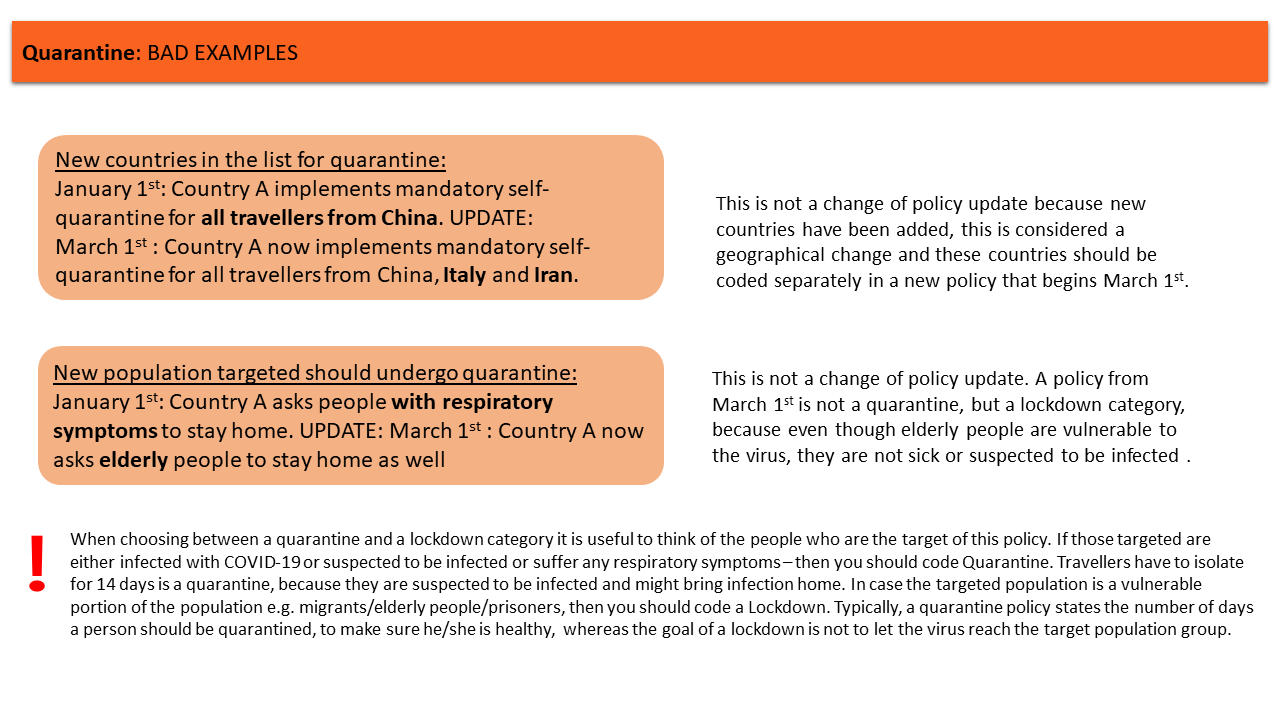 Quarantine: BAD EXAMPLES
New countries in the list for quarantine:
January 1st: Country A implements mandatory self-
quarantine for all travellers from China. UPDATE:
March 1st : Country A now implements mandatory self-
quarantine for all travellers from China, Italy and Iran.
This is not a change of policy update because new
countries have been added, this is considered a
geographical change and these countries should be
coded separately in a new policy that begins March 1st.
New population targeted should undergo quarantine:
January 1st: Country A asks people with respiratory
symptoms to stay home. UPDATE: March 1st : Country A now
asks elderly people to stay home as well
This is not a change of policy update. A policy from
March 1st is not a quarantine, but a lockdown category,
because even though elderly people are vulnerable to
the virus, they are not sick or suspected to be infected .
!
When choosing between a quarantine and a lockdown category it is useful to think of the people who are the target of this policy. If those targeted are
either infected with COVID-19 or suspected to be infected or suffer any respiratory symptoms – then you should code Quarantine. Travellers have to isolate
for 14 days is a quarantine, because they are suspected to be infected and might bring infection home. In case the targeted population is a vulnerable
portion of the population e.g. migrants/elderly people/prisoners, then you should code a Lockdown. Typically, a quarantine policy states the number of days
a person should be quarantined, to make sure he/she is healthy,  whereas the goal of a lockdown is not to let the virus reach the target population group.